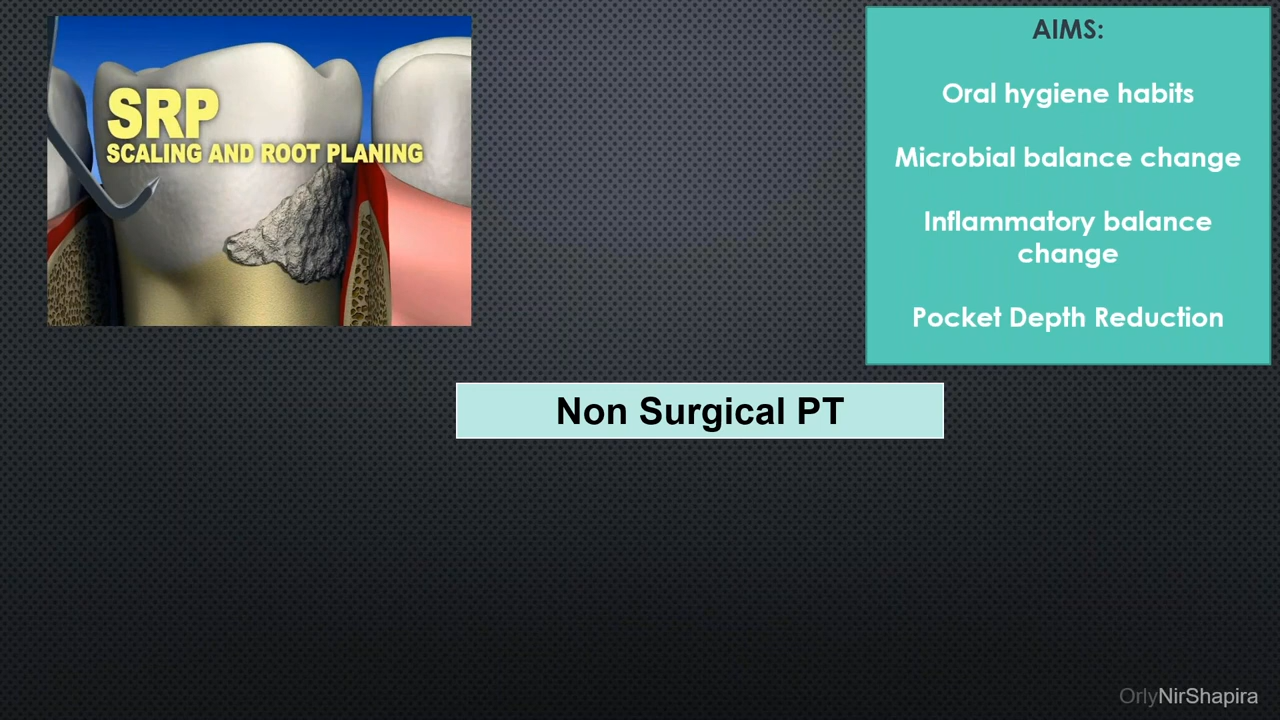 SRP
SCALING AND ROOT PLANING
AIMS:
Oral hygiene habits
Microbial balance change
Inflammatory balance
change
Pocket Depth Reduction
Non Surgical PT
OrlyNirShapira